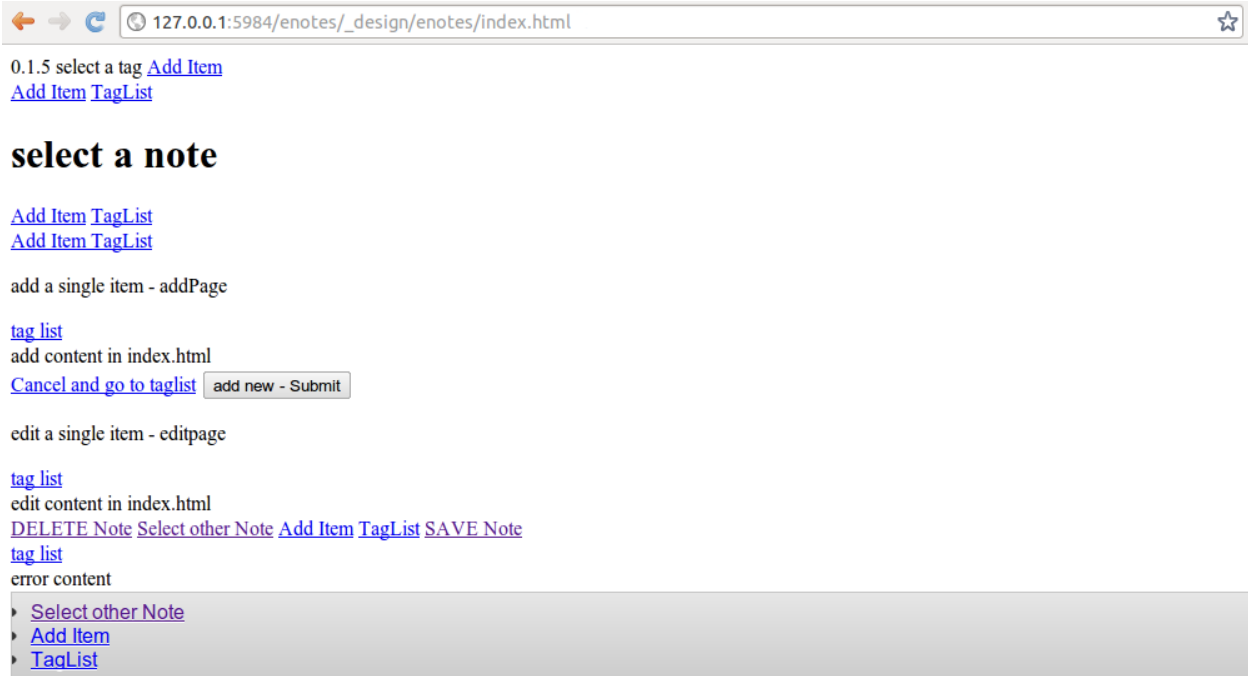 127.0.0.1:5984/enotes/_design/enotes/index.html
0.1.5 select a tag Add Item
Add Item TagList
select a note
Add Item TagList
Add Item TagList
add a single item - addPage
tag list
add content in index.html
Cancel and go to taglist add new - Submit
edit a single item - editpage
tag list
edit content in index.html
DELETE Note Select other Note Add Item TagList SAVE Note
tag list
error content
Select other Note
Add Item
TagList